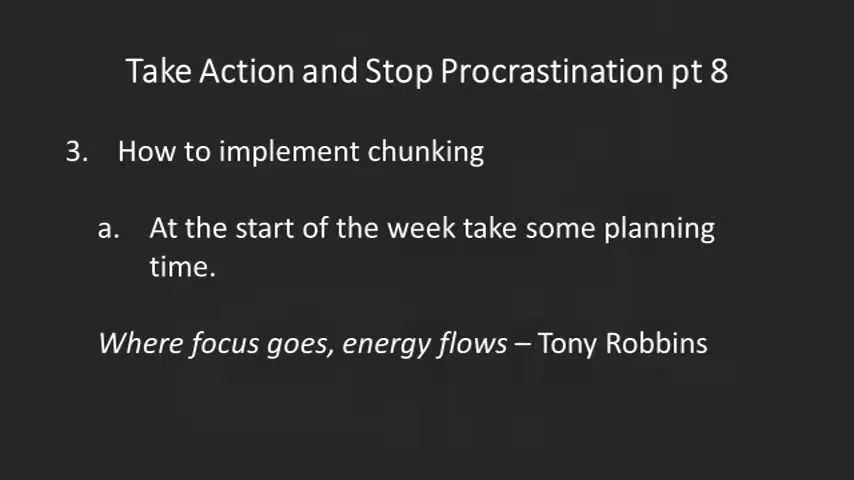 Take Action and Stop Procrastination pt 8
3. How to implement chunking
a. At the start of the week take some planning
time.
Where focus goes, energy flows – Tony Robbins